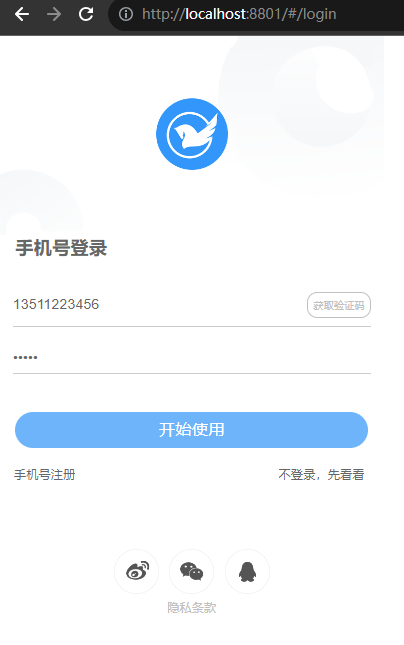 http://localhost:8801/#/login
手机号登录
13511223456 获取验证码
•••••
开始使用
手机号注册 不登录，先看看
隐私条款